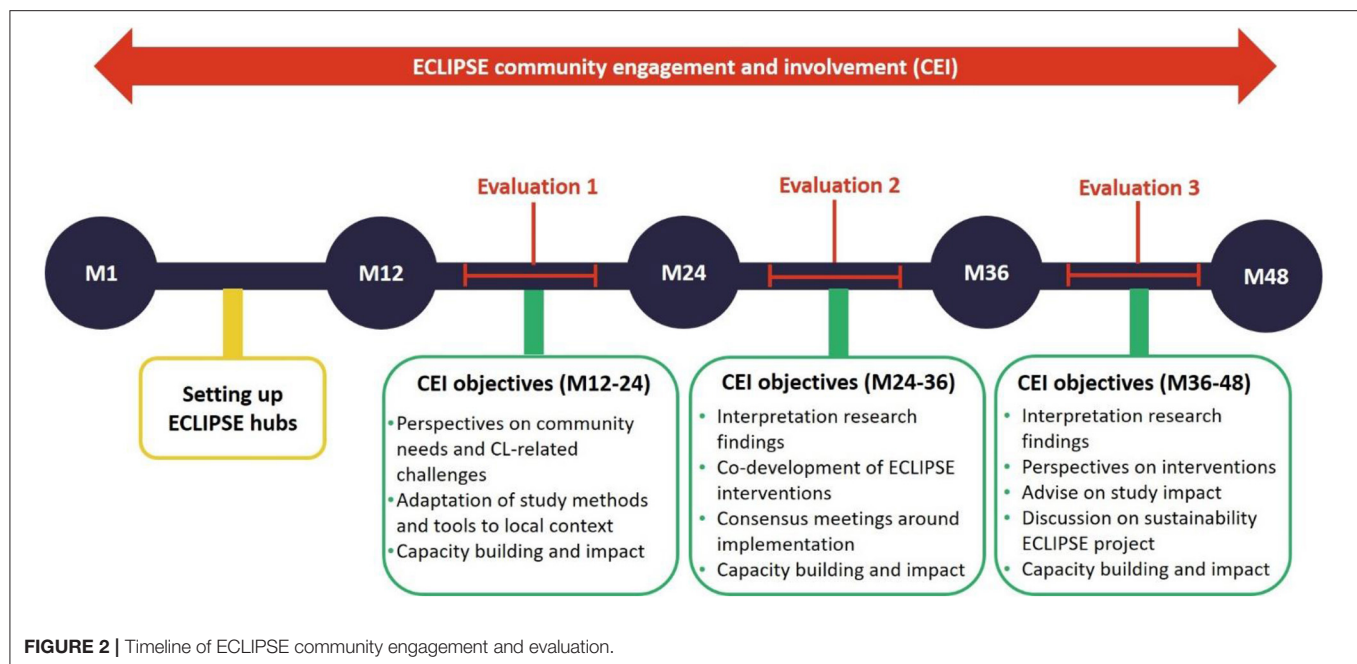 ECLIPSE community engagement and involvement (CEI)
Evaluation 1
Evaluation 2
Evaluation 3
M1
M12
M24
M36
M48
Setting up
ECLIPSE hubs
CEI objectives (M12-24)
• Perspectives on community
needs and CL-related
challenges
• Adaptation of study methods
and tools to local context
• Capacity building and impact
CEI objectives (M24-36)
• Interpretation research
findings
• Co-development of ECLIPSE
interventions
• Consensus meetings around
implementation
• Capacity building and impact
CEI objectives (M36-48)
• Interpretation research
findings
• Perspectives on interventions
• Advise on study impact
• Discussion on sustainability
ECLIPSE project
• Capacity building and impact
FIGURE 2 | Timeline of ECLIPSE community engagement and evaluation.